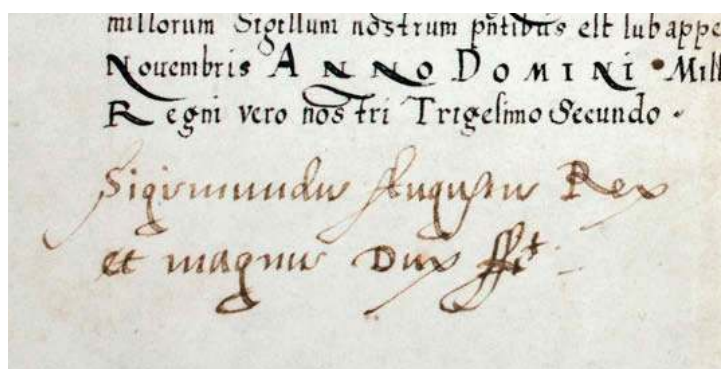 millorum Sigillum nostrum pñtibus est subappe
Nouembris ANNO DOMINI Mill
Regni vero nostri Trigesimo Secundo
Sigismundus Augustus Rex
et magnus Dux sst